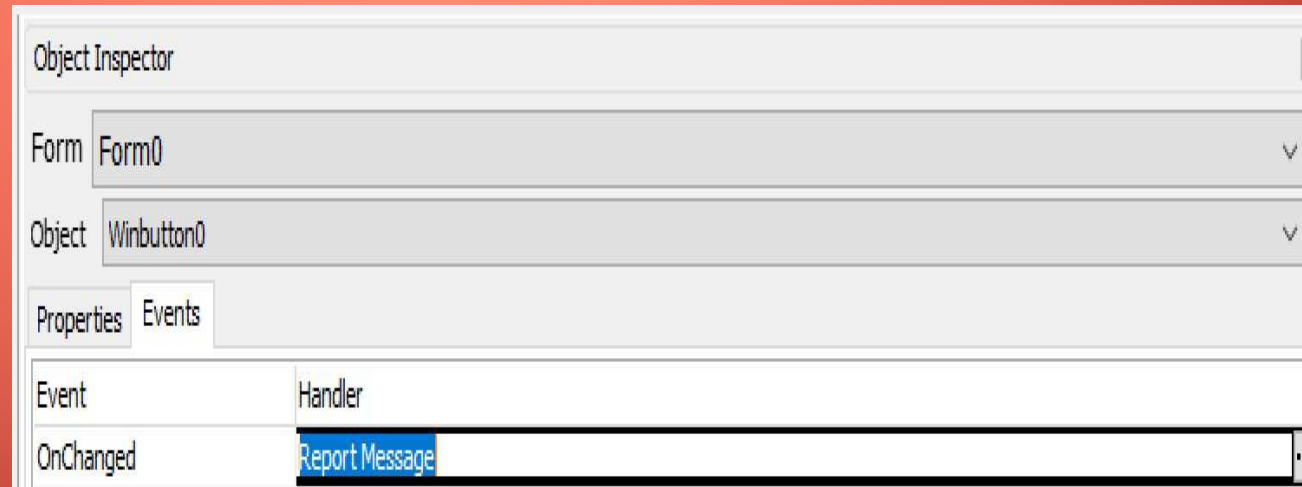 Object Inspector
Form Form0
Object Winbutton0
Properties Events
Event Handler
OnChanged Report Message